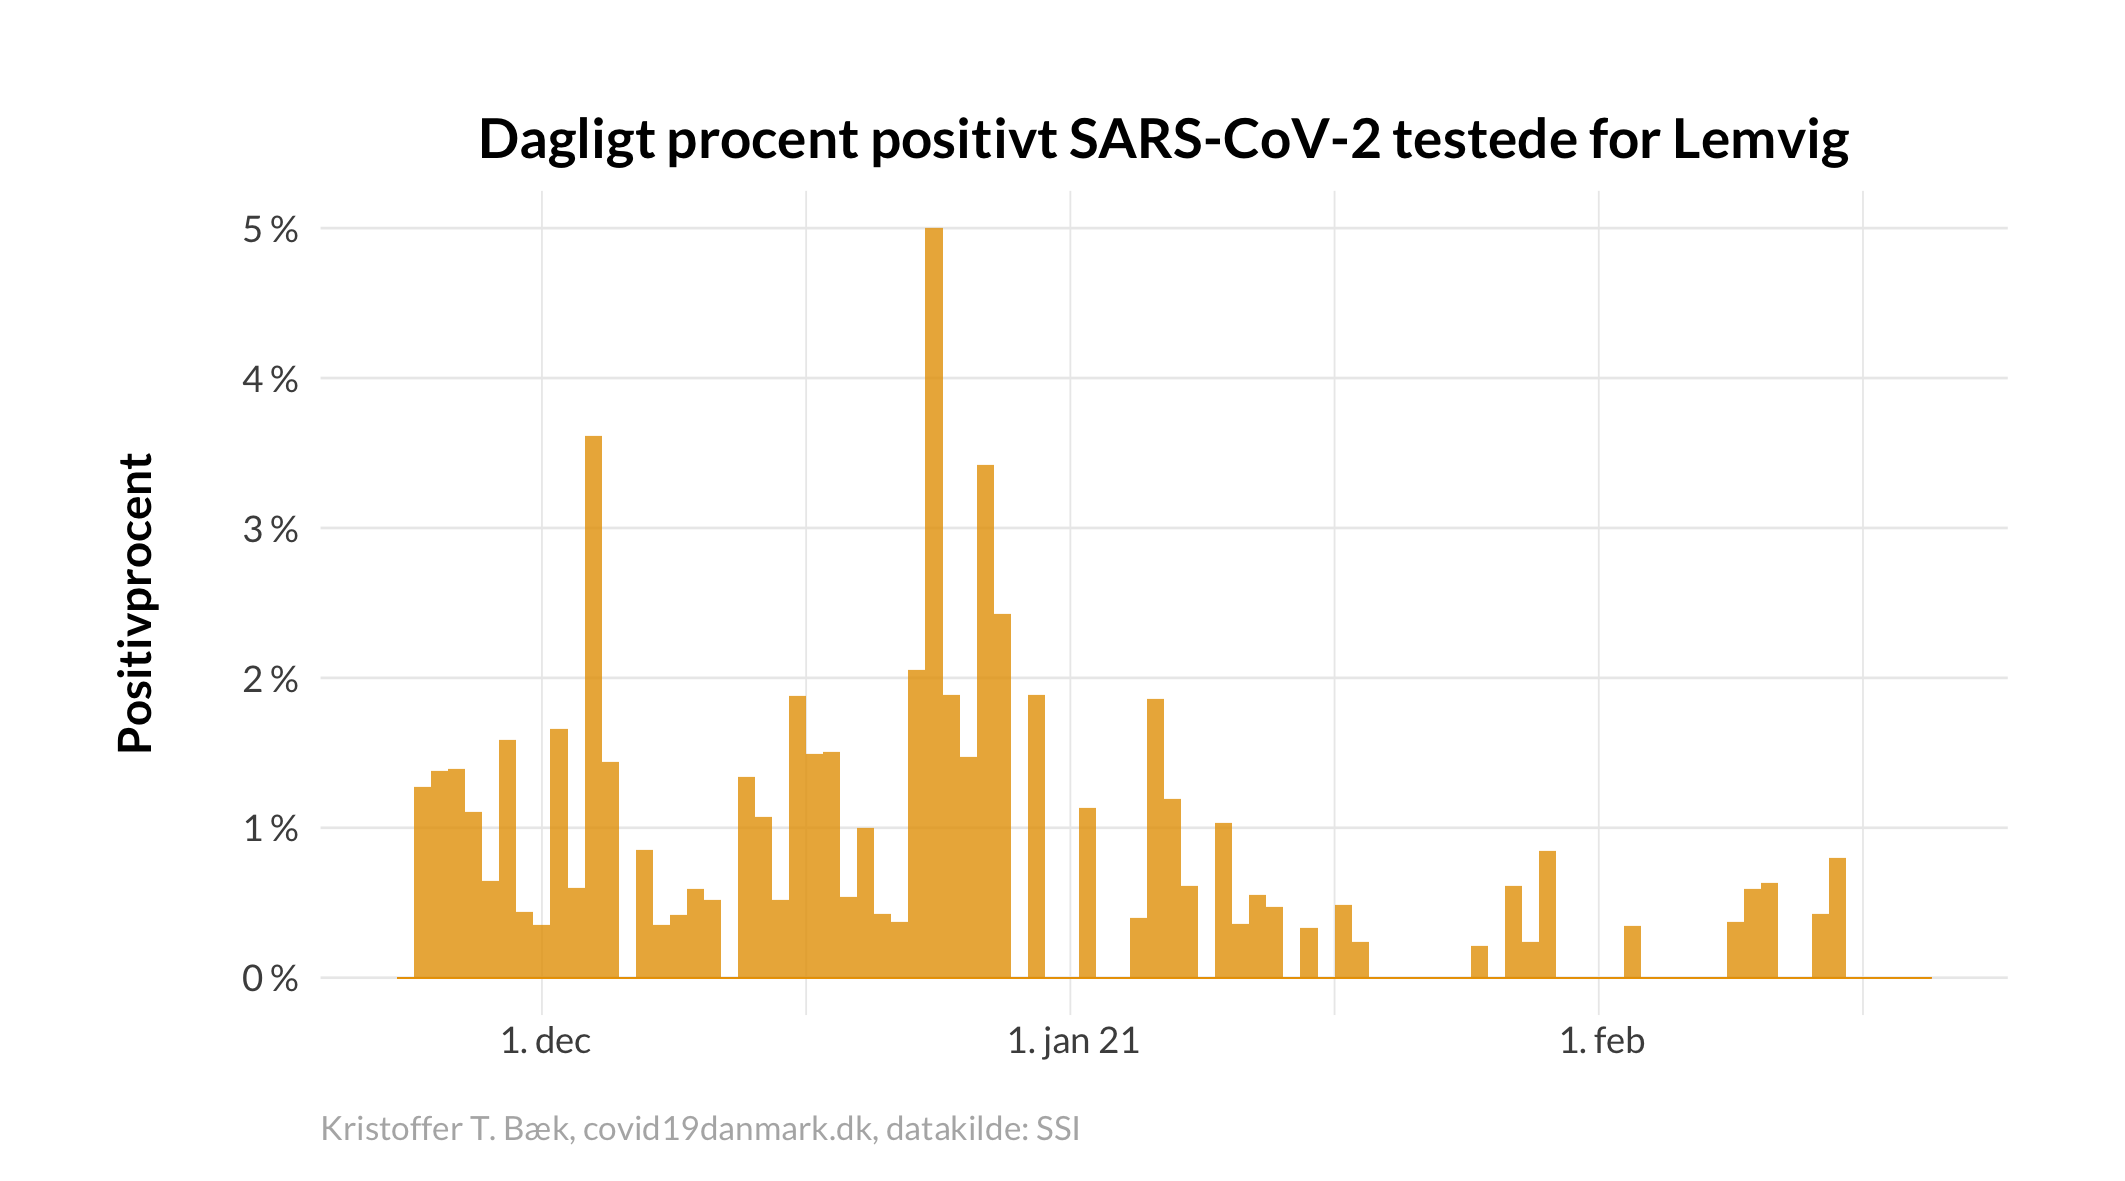 Dagligt procent positivt SARS-CoV-2 testede for Lemvig
Positivprocent
5 %
4 %
3 %
2 %
1 %
0 %
1. dec
1. jan 21
1. feb
Kristoffer T. Bæk, covid19danmark.dk, datakilde: SSI